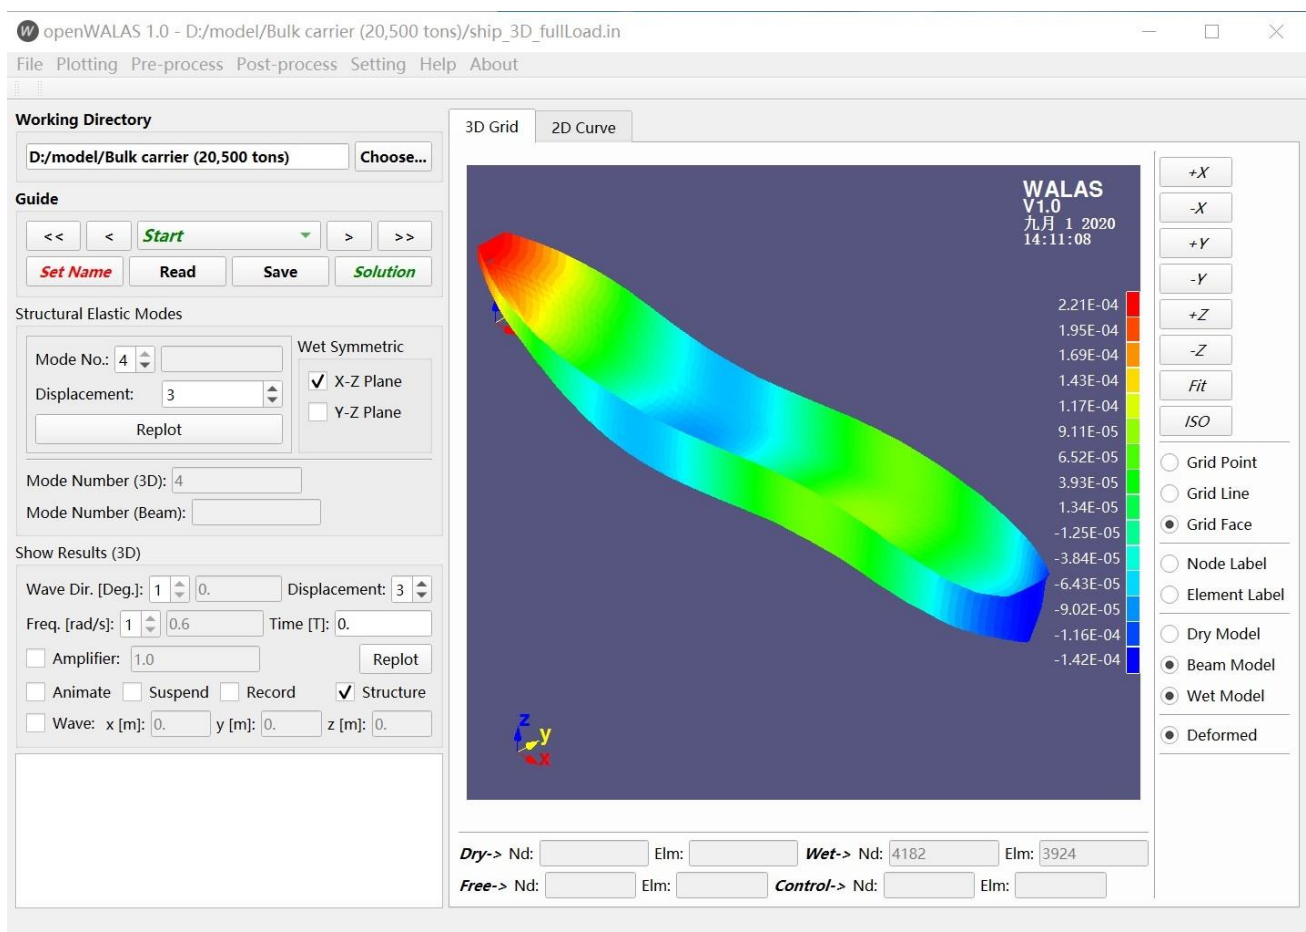 openWALAS 1.0 - D:/model/Bulk carrier (20,500 tons)/ship_3D_fullLoad.in
File Plotting Pre-process Post-process Setting Help About
Working Directory
D:/model/Bulk carrier (20,500 tons) Choose...
Guide
<< < Start > >>
Set Name Read Save Solution
Structural Elastic Modes
Mode No.: 4
Displacement: 3
Replot
Wet Symmetric
X-Z Plane
Y-Z Plane
Mode Number (3D): 4
Mode Number (Beam):
Show Results (3D)
Wave Dir. [Deg.]: 1 0. Displacement: 3
Freq. [rad/s]: 1 0.6 Time [T]: 0.
Amplifier: 1.0 Replot
Animate Suspend Record Structure
Wave: x [m]: 0. y [m]: 0. z [m]: 0.
3D Grid 2D Curve
WALAS
V1.0
九月 1 2020
14:11:08
2.21E-04
1.95E-04
1.69E-04
1.43E-04
1.17E-04
9.11E-05
6.52E-05
3.93E-05
1.34E-05
-1.25E-05
-3.84E-05
-6.43E-05
-9.02E-05
-1.16E-04
-1.42E-04
z
y
x
+X
-X
+Y
-Y
+Z
-Z
Fit
ISO
Grid Point
Grid Line
Grid Face
Node Label
Element Label
Dry Model
Beam Model
Wet Model
Deformed
Dry-> Nd: Elm: Wet-> Nd: 4182 Elm: 3924
Free-> Nd: Elm: Control-> Nd: Elm: